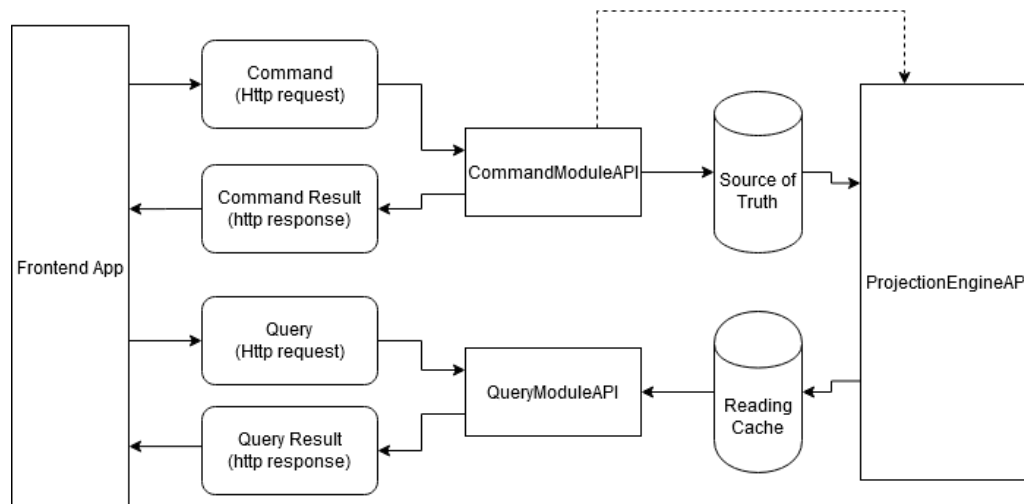 Command
(Http request)
CommandModuleAPI
Source of
Truth
Command Result
(http response)
Frontend App
ProjectionEngineAP
Query
(Http request)
QueryModuleAPI
Reading
Cache
Query Result
(http response)